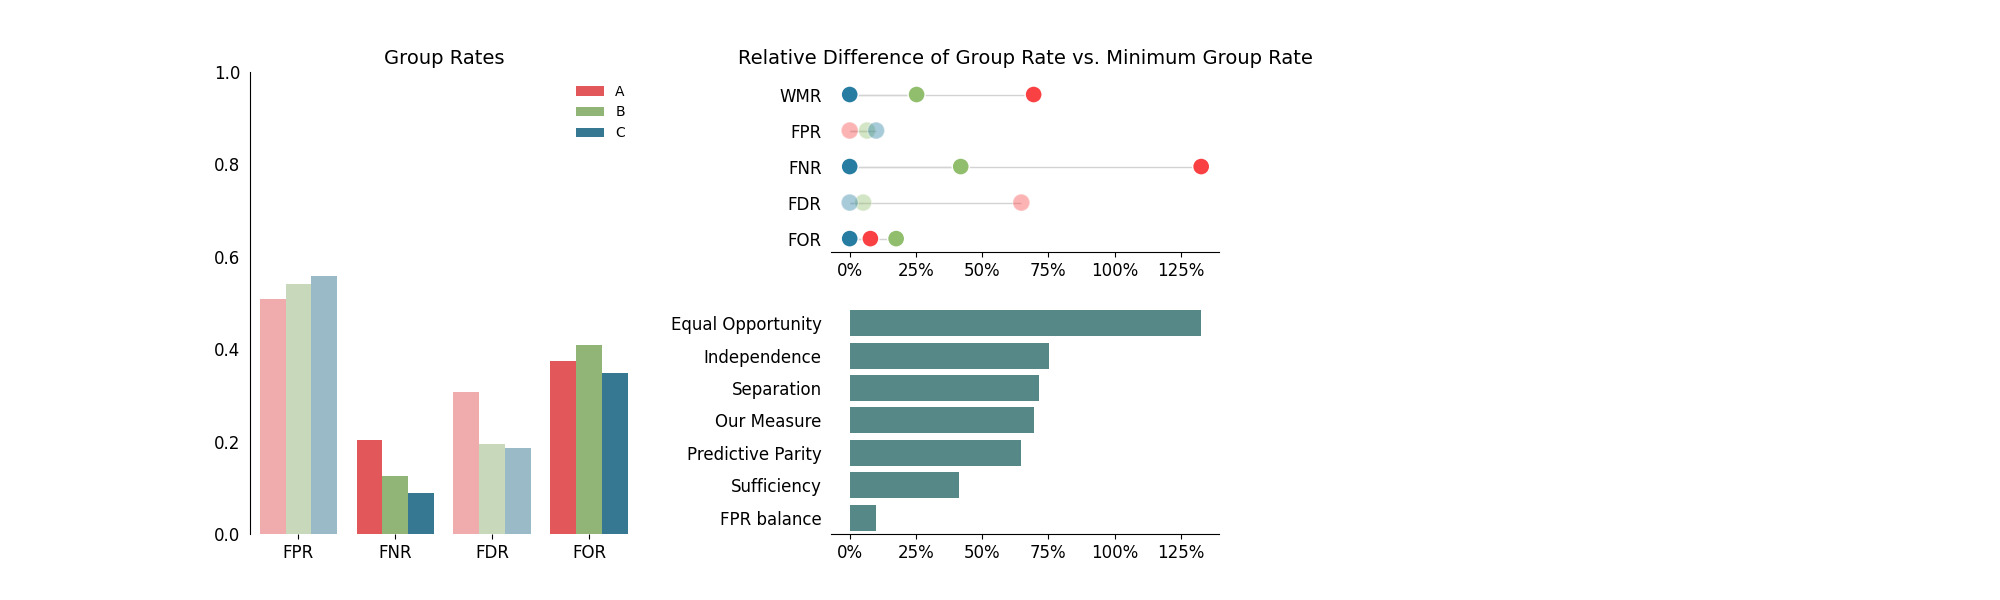 Group Rates
1.0
0.8
0.6
0.4
0.2
0.0
A
B
C
FPR FNR FDR FOR
Relative Difference of Group Rate vs. Minimum Group Rate
WMR
FPR
FNR
FDR
FOR
0% 25% 50% 75% 100% 125%
Equal Opportunity
Independence
Separation
Our Measure
Predictive Parity
Sufficiency
FPR balance
0% 25% 50% 75% 100% 125%